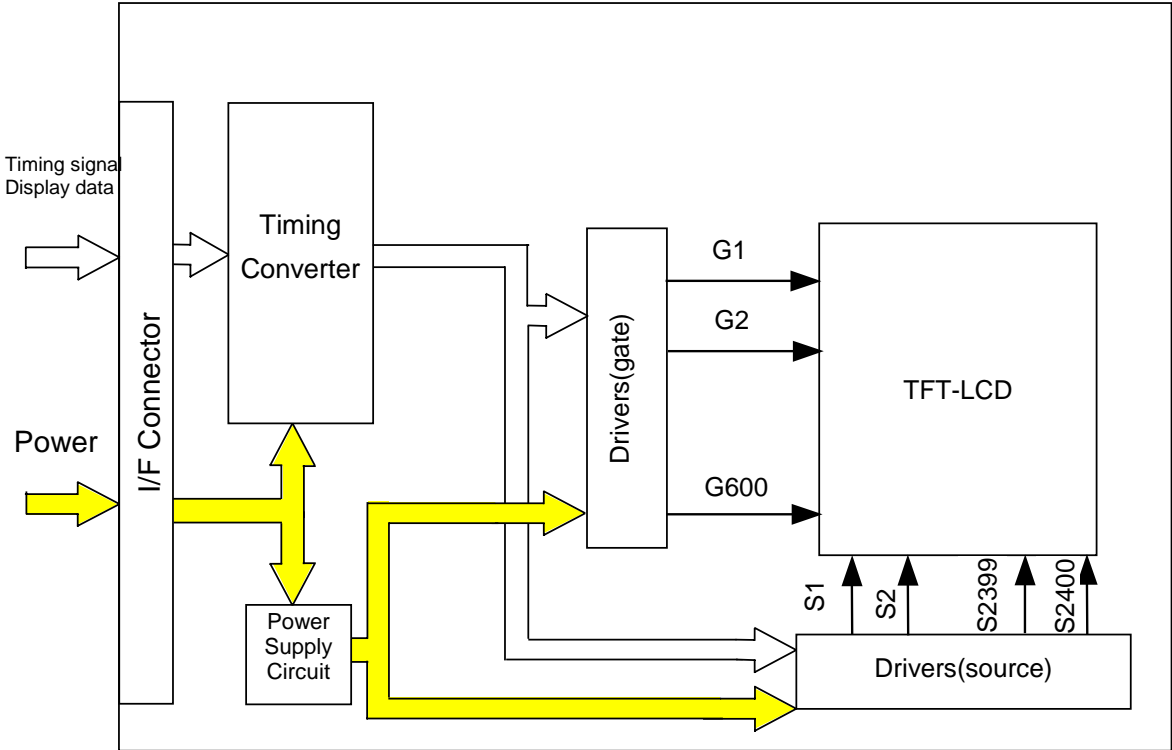 Timing signal
Display data
Power
I/F Connector
Timing
Converter
Power
Supply
Circuit
Drivers(gate)
G1
G2
G600
TFT-LCD
S1
S2
S2399
S2400
Drivers(source)